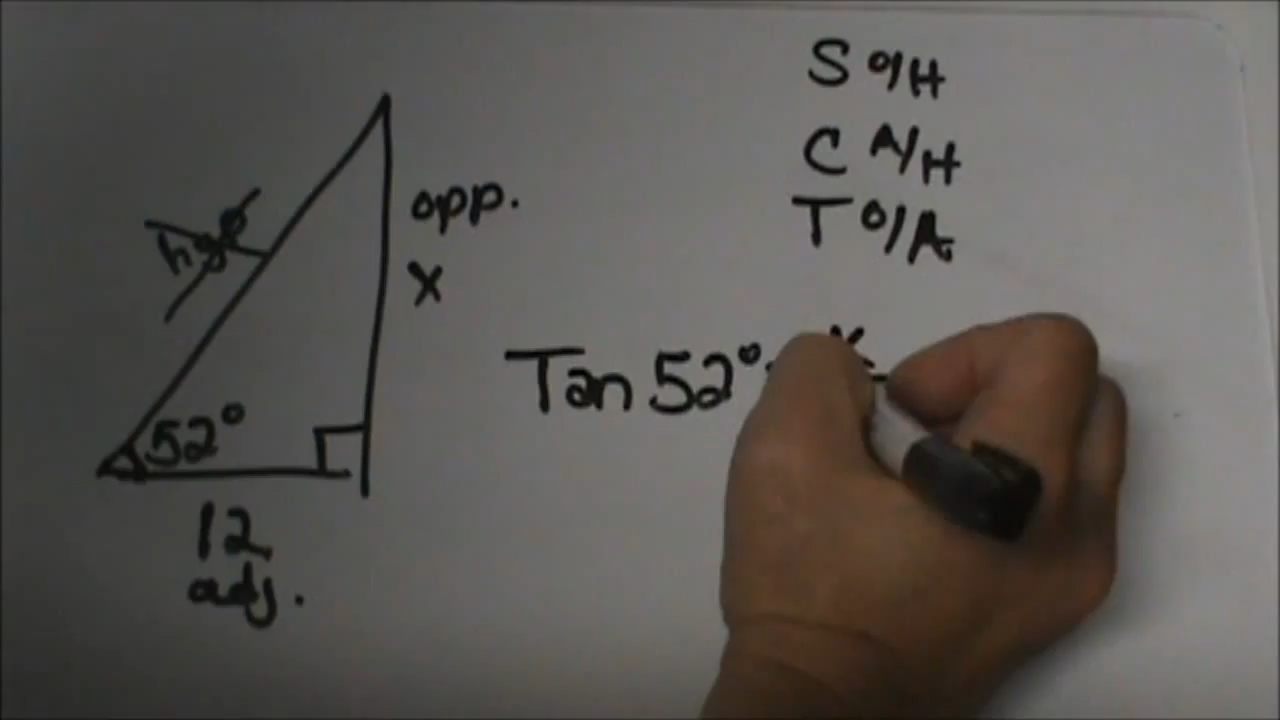 S O/H
C A/H
T O/A
opp.
hyp
x
Tan 52° x
52°
12
adj.